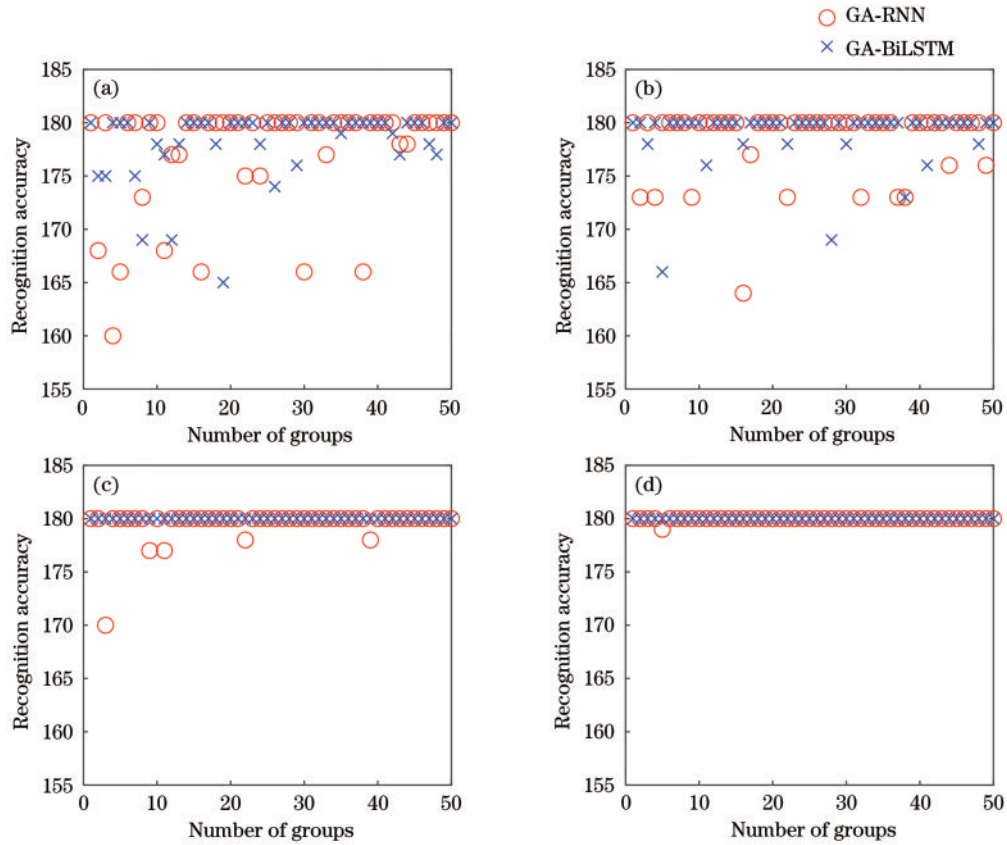 GA-RNN
GA-BiLSTM
(a)
185
180
175
170
165
160
155
Recognition accuracy
0 10 20 30 40 50
Number of groups
(b)
185
180
175
170
165
160
155
Recognition accuracy
0 10 20 30 40 50
Number of groups
(c)
185
180
175
170
165
160
155
Recognition accuracy
0 10 20 30 40 50
Number of groups
(d)
185
180
175
170
165
160
155
Recognition accuracy
0 10 20 30 40 50
Number of groups